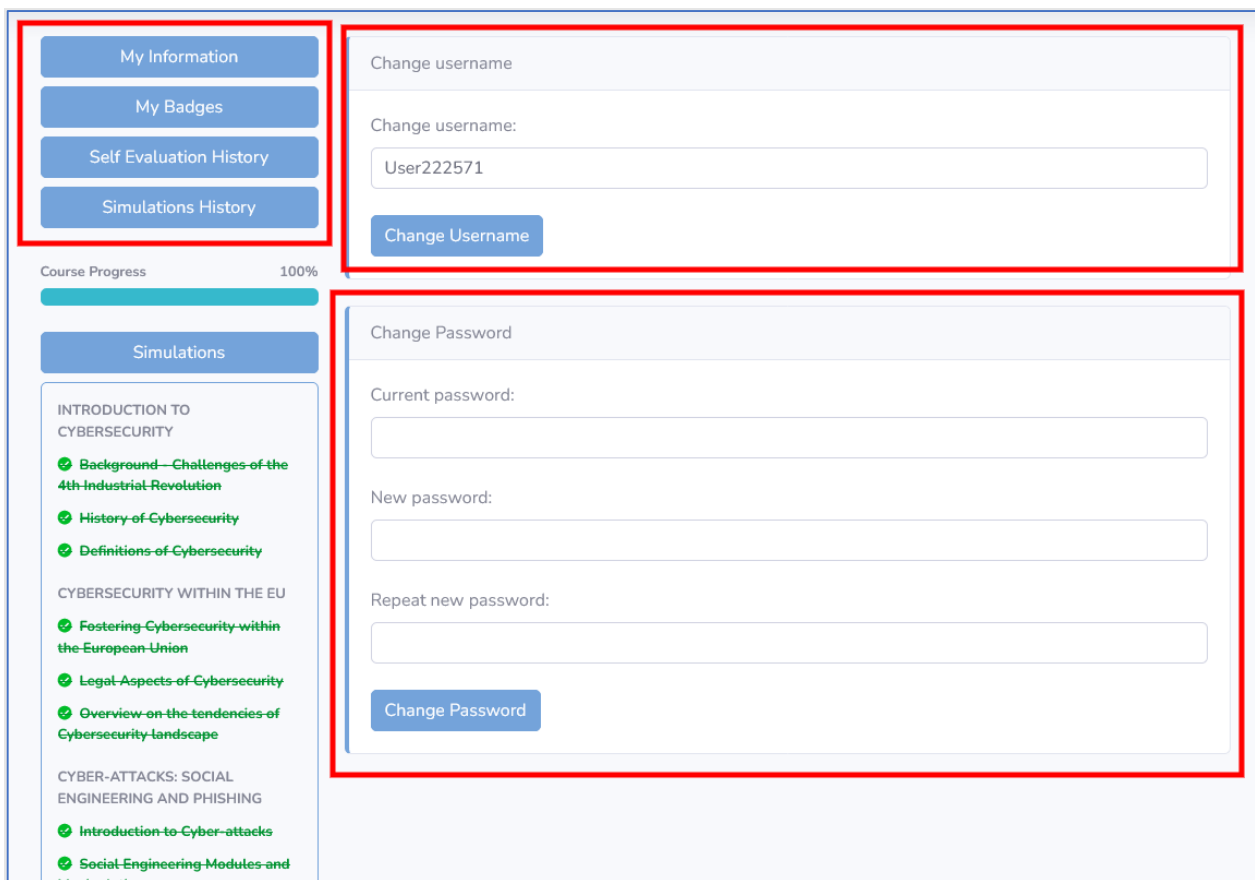 My Information
My Badges
Self Evaluation History
Simulations History
Course Progress 100%
Simulations
INTRODUCTION TO
CYBERSECURITY
Background - Challenges of the
4th Industrial Revolution
History of Cybersecurity
Definitions of Cybersecurity
CYBERSECURITY WITHIN THE EU
Fostering Cybersecurity within
the European Union
Legal Aspects of Cybersecurity
Overview on the tendencies of
Cybersecurity landscape
CYBER-ATTACKS: SOCIAL
ENGINEERING AND PHISHING
Introduction to Cyber-attacks
Social Engineering Modules and
Change username
Change username:
User222571
Change Username
Change Password
Current password:
New password:
Repeat new password:
Change Password